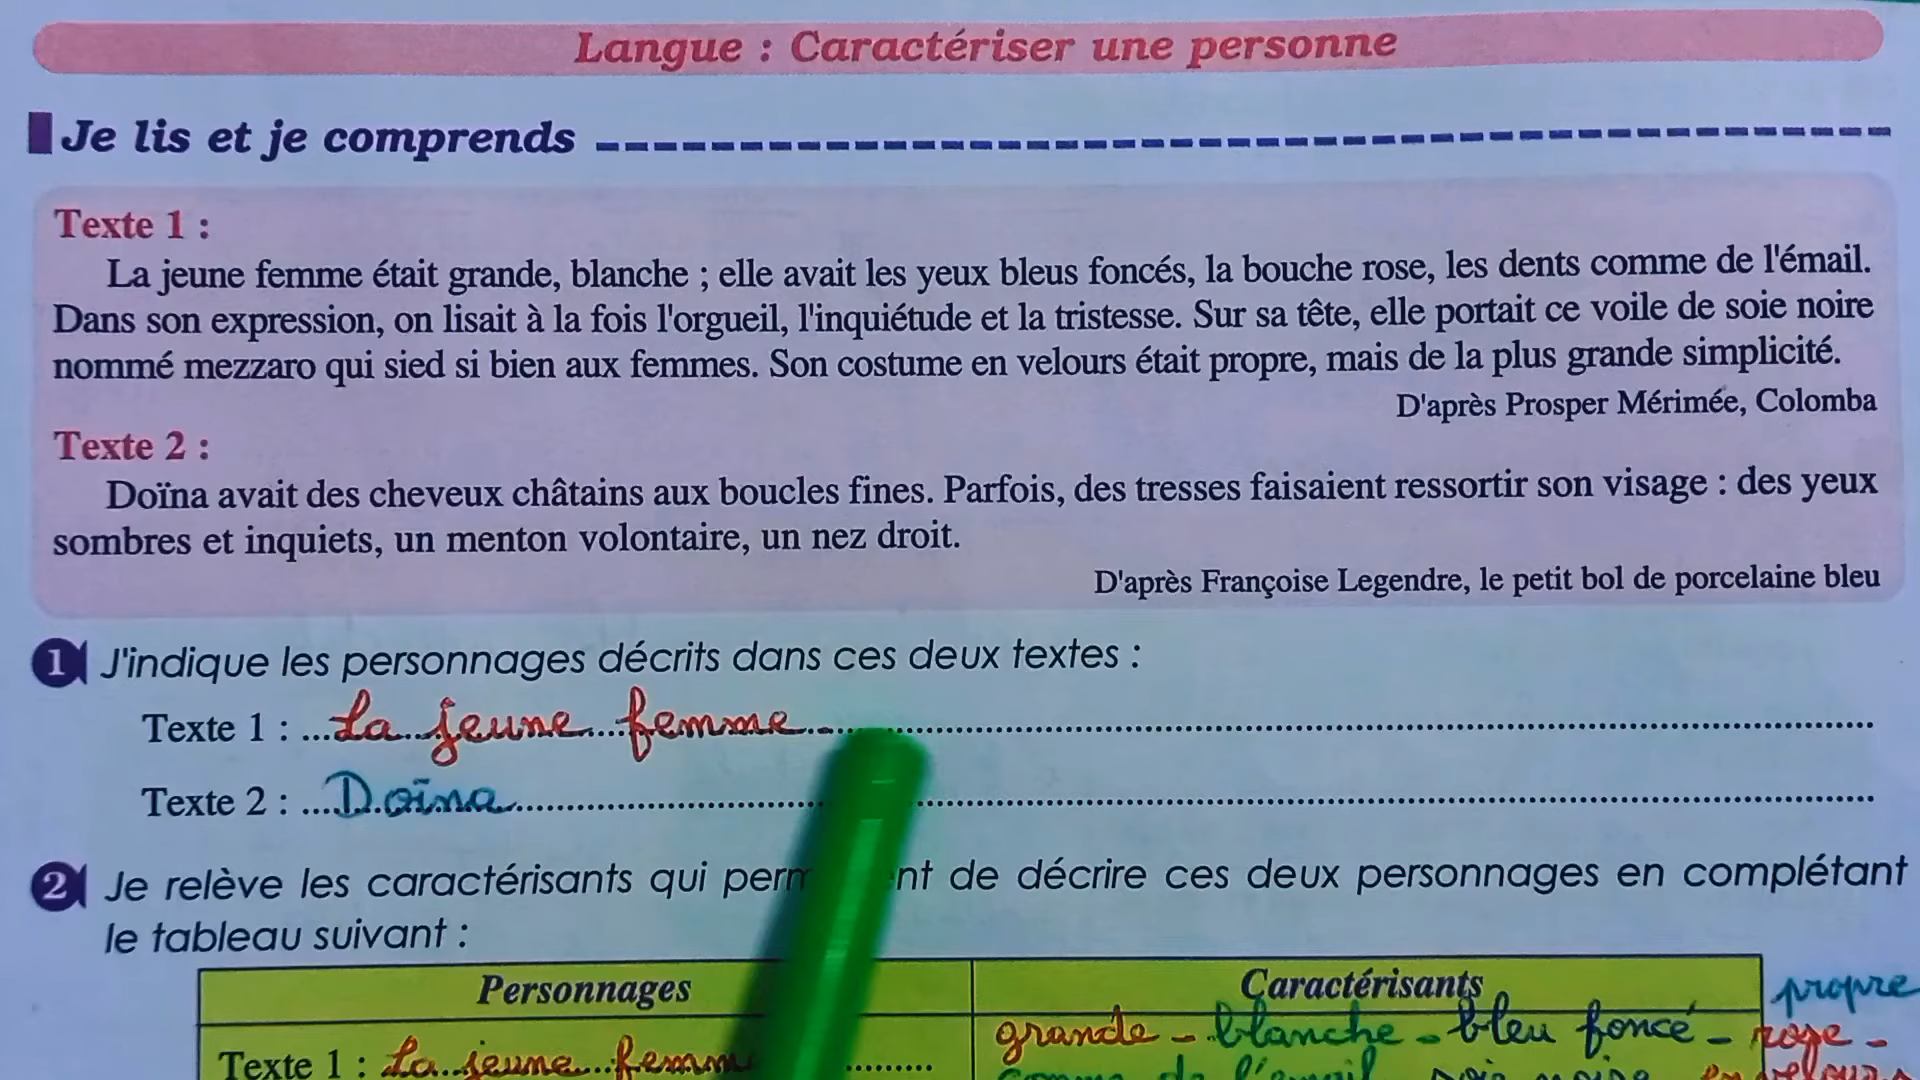 Langue : Caractériser une personne
Je lis et je comprends
Texte 1 :
La jeune femme était grande, blanche ; elle avait les yeux bleus foncés, la bouche rose, les dents comme de l'émail.
Dans son expression, on lisait à la fois l'orgueil, l'inquiétude et la tristesse. Sur sa tête, elle portait ce voile de soie noire
nommé mezzaro qui sied si bien aux femmes. Son costume en velours était propre, mais de la plus grande simplicité.
D'après Prosper Mérimée, Colomba
Texte 2 :
Doïna avait des cheveux châtains aux boucles fines. Parfois, des tresses faisaient ressortir son visage : des yeux
sombres et inquiets, un menton volontaire, un nez droit.
D'après Françoise Legendre, le petit bol de porcelaine bleu
1 J'indique les personnages décrits dans ces deux textes :
Texte 1 : La jeune femme
Texte 2 : Doïna
2 Je relève les caractérisants qui nt de décrire ces deux personnages en complétant
le tableau suivant :
Personnages
Caractérisants
propre
Texte 1 : La jeune femm
grande - blanche - bleu foncé - rose -
comme de l'émail soie noire en velours